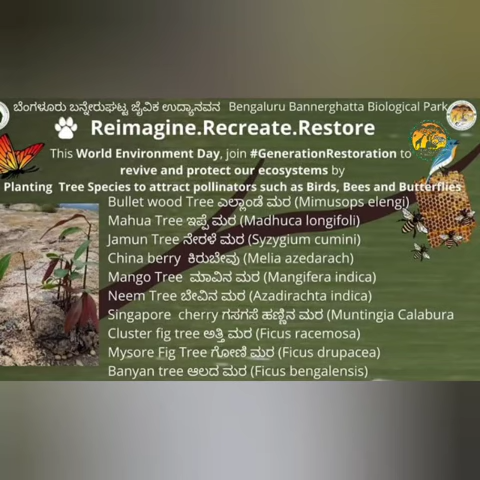 ಬೆಂಗಳೂರು ಬನ್ನೇರುಘಟ್ಟ ಜೈವಿಕ ಉದ್ಯಾನವನ Bengaluru Bannerghatta Biological Park
Reimagine.Recreate.Restore
This World Environment Day, join #GenerationRestoration to
revive and protect our ecosystems by
Planting Tree Species to attract pollinators such as Birds, Bees and Butterflies
Bullet wood Tree ಎಲ್ಲಾಂಡೆ ಮರ (Mimusops elengi)
Mahua Tree ಇಪ್ಪೆ ಮರ (Madhuca longifoli)
Jamun Tree ನೇರಳೆ ಮರ (Syzygium cumini)
China berry ಕಿರುಬೇವು (Melia azedarach)
Mango Tree ಮಾವಿನ ಮರ (Mangifera indica)
Neem Tree ಬೇವಿನ ಮರ (Azadirachta indica)
Singapore cherry ಗಸಗಸೆ ಹಣ್ಣಿನ ಮರ (Muntingia Calabura
Cluster fig tree ಅತ್ತಿ ಮರ (Ficus racemosa)
Mysore Fig Tree ಗೋಣಿ ಮರ (Ficus drupacea)
Banyan tree ಆಲದ ಮರ (Ficus bengalensis)